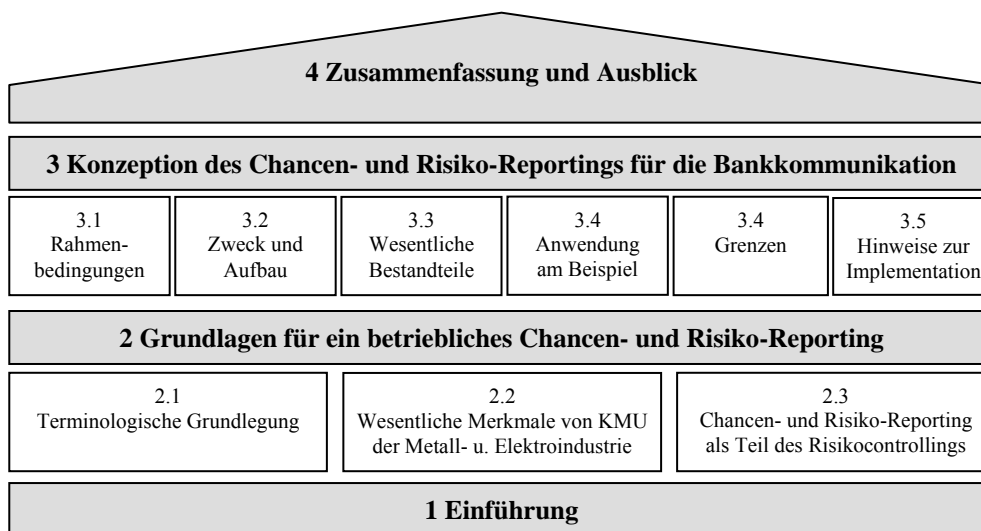 4 Zusammenfassung und Ausblick
3 Konzeption des Chancen- und Risiko-Reportings für die Bankkommunikation
3.1
Rahmen-
bedingungen
3.2
Zweck und
Aufbau
3.3
Wesentliche
Bestandteile
3.4
Anwendung
am Beispiel
3.4
Grenzen
3.5
Hinweise zur
Implementation
2 Grundlagen für ein betriebliches Chancen- und Risiko-Reporting
2.1
Terminologische Grundlegung
2.2
Wesentliche Merkmale von KMU
der Metall- u. Elektroindustrie
2.3
Chancen- und Risiko-Reporting
als Teil des Risikocontrollings
1 Einführung